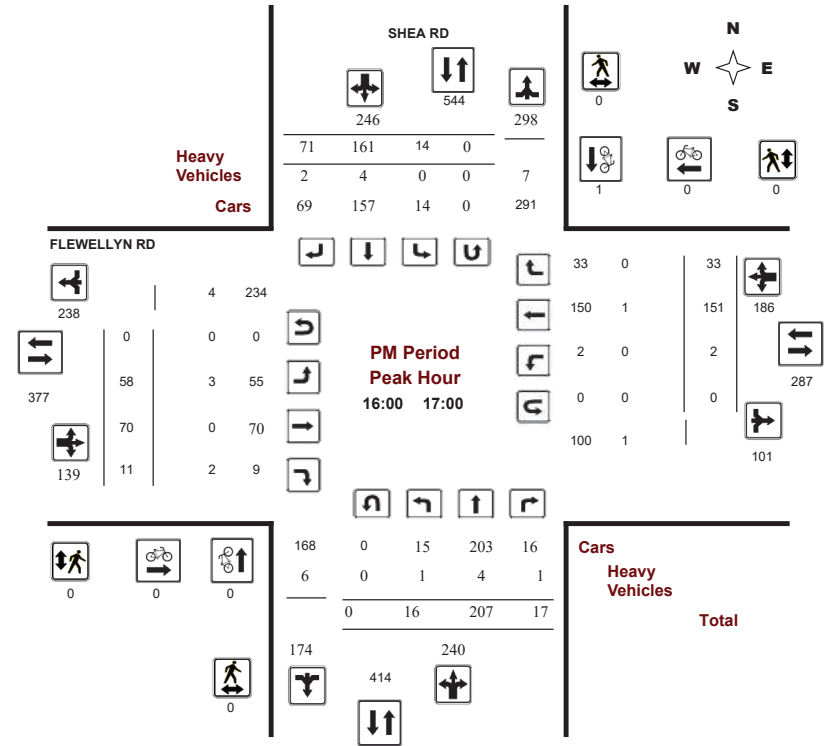 SHEA RD
N
W E
S
544
246
298
0
71 161 14 0
Heavy
Vehicles
2 4 0 0 7
1 0 0
Cars
69 157 14 0 291
FLEWELLYN RD
33 0 33
4 234
238
150 1 151 186
0 0 0
PM Period
Peak Hour
16:00 17:00
2 0 2
58 3 55
377
287
0 0 0
70 0 70
100 1
101
139
11 2 9
168 0 15 203 16
Cars
6 0 1 4 1
Heavy
Vehicles
0 0 0
0 16 207 17
Total
174
240
414
0